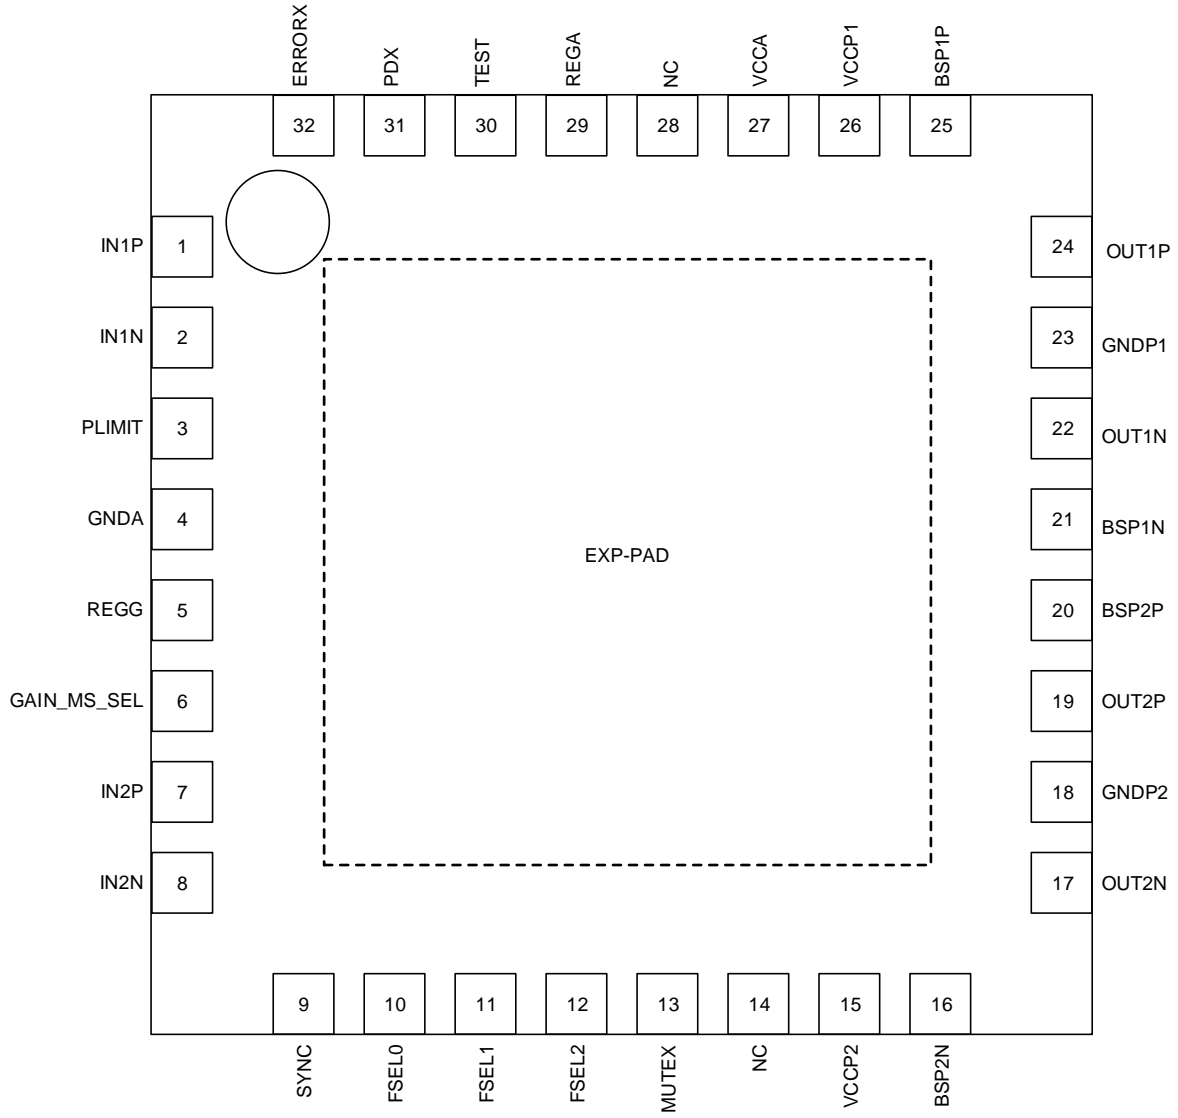 ERRORX
PDX
TEST
REGA
NC
VCCA
VCCP1
BSP1P
32
31
30
29
28
27
26
25
IN1P
1
24
OUT1P
IN1N
2
23
GNDP1
PLIMIT
3
22
OUT1N
GNDA
4
21
BSP1N
EXP-PAD
REGG
5
20
BSP2P
GAIN_MS_SEL
6
19
OUT2P
IN2P
7
18
GNDP2
IN2N
8
17
OUT2N
9
10
11
12
13
14
15
16
SYNC
FSEL0
FSEL1
FSEL2
MUTEX
NC
VCCP2
BSP2N